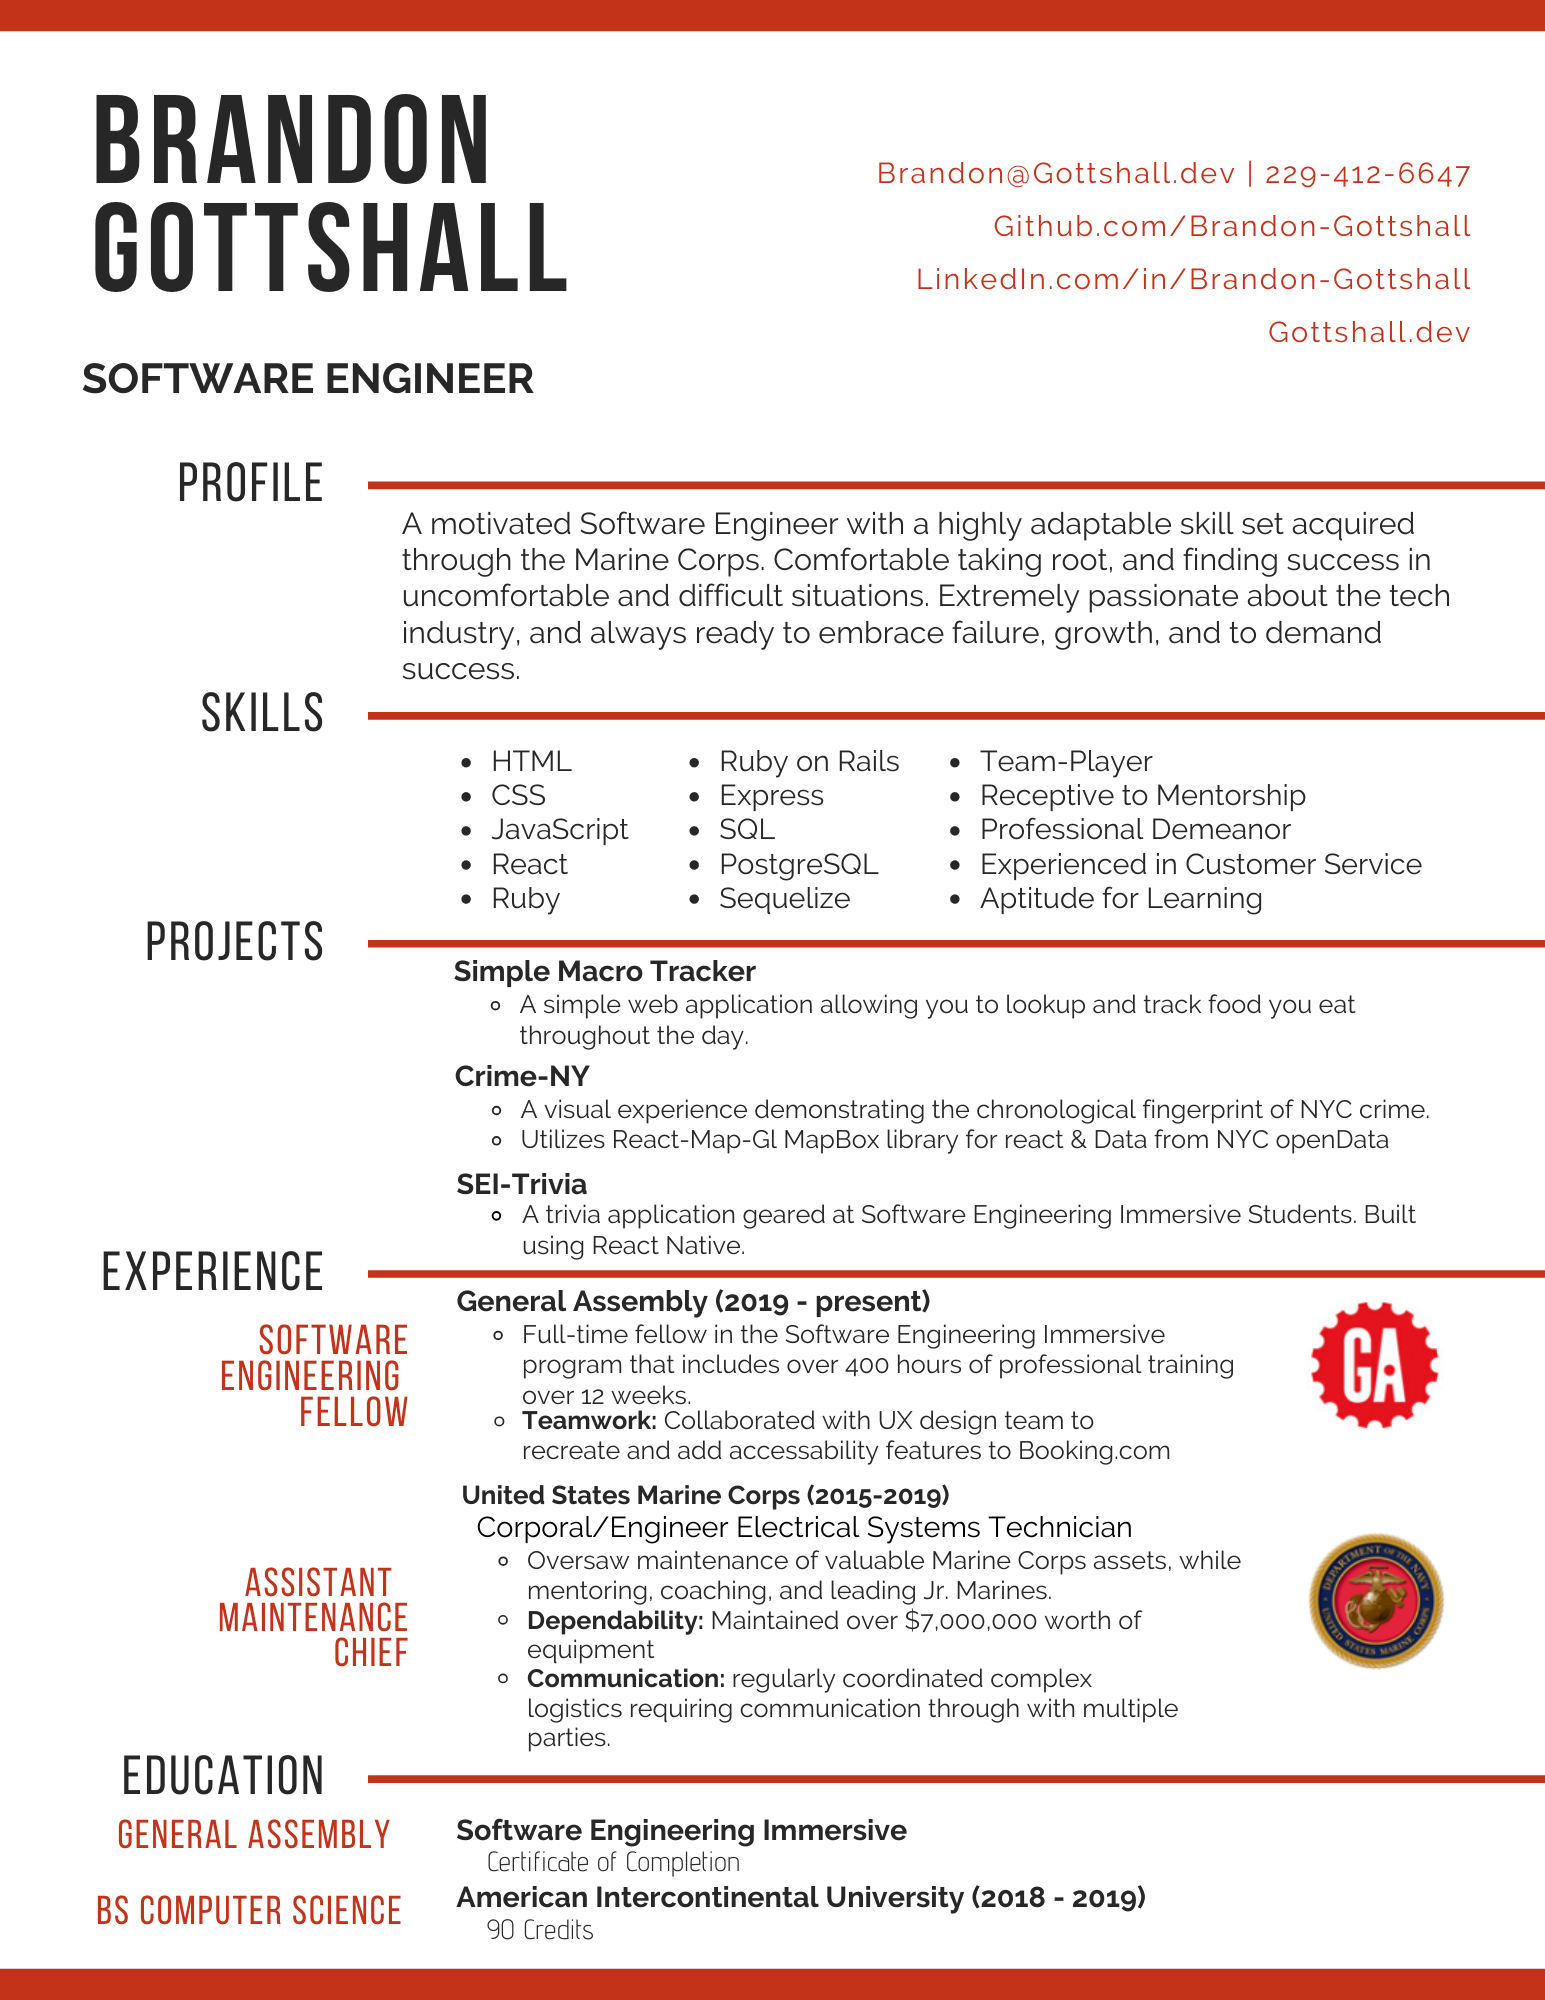 BRANDON
GOTTSHALL
Brandon@Gottshall.dev | 229-412-6647
Github.com/Brandon-Gottshall
LinkedIn.com/in/Brandon-Gottshall
Gottshall.dev
SOFTWARE ENGINEER
PROFILE
A motivated Software Engineer with a highly adaptable skill set acquired
through the Marine Corps. Comfortable taking root, and finding success in
uncomfortable and difficult situations. Extremely passionate about the tech
industry, and always ready to embrace failure, growth, and to demand
success.
SKILLS
• HTML
• CSS
• JavaScript
• React
• Ruby
• Ruby on Rails
• Express
• SQL
• PostgreSQL
• Sequelize
• Team-Player
• Receptive to Mentorship
• Professional Demeanor
• Experienced in Customer Service
• Aptitude for Learning
PROJECTS
Simple Macro Tracker
◦ A simple web application allowing you to lookup and track food you eat
throughout the day.
Crime-NY
◦ A visual experience demonstrating the chronological fingerprint of NYC crime.
◦ Utilizes React-Map-Gl MapBox library for react & Data from NYC openData
SEI-Trivia
◦ A trivia application geared at Software Engineering Immersive Students. Built
using React Native.
EXPERIENCE
SOFTWARE
ENGINEERING
FELLOW
General Assembly (2019 - present)
◦ Full-time fellow in the Software Engineering Immersive
program that includes over 400 hours of professional training
over 12 weeks.
◦ Teamwork: Collaborated with UX design team to
recreate and add accessability features to Booking.com
GA
ASSISTANT
MAINTENANCE
CHIEF
United States Marine Corps (2015-2019)
Corporal/Engineer Electrical Systems Technician
◦ Oversaw maintenance of valuable Marine Corps assets, while
mentoring, coaching, and leading Jr. Marines.
◦ Dependability: Maintained over $7,000,000 worth of
equipment
◦ Communication: regularly coordinated complex
logistics requiring communication through with multiple
parties.
DEPARTMENT OF THE NAVY
UNITED STATES MARINE CORPS
EDUCATION
GENERAL ASSEMBLY
Software Engineering Immersive
Certificate of Completion
BS COMPUTER SCIENCE
American Intercontinental University (2018 - 2019)
90 Credits